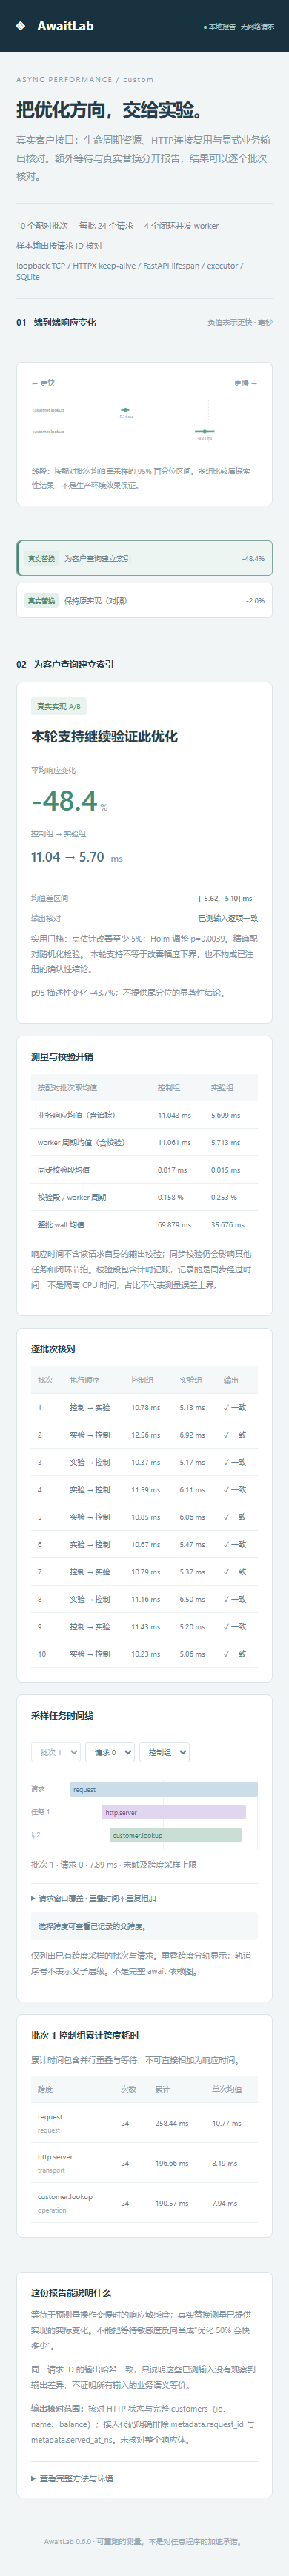 AwaitLab
● 本地报告 · 无网络请求
ASYNC PERFORMANCE / custom
把优化方向，交给实验。
真实客户接口：生命周期资源、HTTP连接复用与显式业务输
出核对。额外等待与真实替换分开报告，结果可以逐个批次
核对。
10 个配对批次 每批 24 个请求 4 个闭环并发 worker
样本输出按请求 ID 核对
loopback TCP / HTTPX keep-alive / FastAPI lifespan / executor /
SQLite
01 端到端响应变化 负值表示更快 · 毫秒
← 更快 更慢 →
customer.lookup
-5.34 ms
customer.lookup
线段：按配对批次均值重采样的 95% 百分位区间。多组比较属探索
性结果，不是生产环境效果保证。
真实替换 为客户查询建立索引 -48.4%
真实替换 保持原实现（对照） -2.0%
02 为客户查询建立索引
真实实现 A/B
本轮支持继续验证此优化
平均响应变化
-48.4 %
控制组 → 实验组
11.04 → 5.70 ms
均值差区间 [-5.62, -5.10] ms
输出核对 已测输入逐项一致
实用门槛：点估计改善至少 5%；Holm 调整 p=0.0039。精确配
对随机化检验。 本轮支持不等于改善幅度下界，也不构成已注
册的确认性结论。
p95 描述性变化 -43.7%；不提供尾分位的显著性结论。
测量与校验开销
按配对批次取均值 控制组 实验组
业务响应均值（含追踪） 11.043 ms 5.699 ms
worker 周期均值（含校验） 11.061 ms 5.713 ms
同步校验段均值 0.017 ms 0.015 ms
校验段 / worker 周期 0.158 % 0.253 %
整批 wall 均值 69.879 ms 35.676 ms
响应时间不含该请求自身的输出校验；同步校验仍会影响其他
任务和闭环节拍。校验段包含计时记账，记录的是同步经过时
间，不是隔离 CPU 时间，占比不代表测量误差上界。
逐批次核对
批次 执行顺序 控制组 实验组 输出
1 控制 → 实验 10.78 ms 5.13 ms ✓ 一致
2 实验 → 控制 12.56 ms 6.92 ms ✓ 一致
3 实验 → 控制 10.37 ms 5.17 ms ✓ 一致
4 实验 → 控制 11.59 ms 6.11 ms ✓ 一致
5 实验 → 控制 10.85 ms 6.06 ms ✓ 一致
6 实验 → 控制 10.67 ms 5.47 ms ✓ 一致
7 控制 → 实验 10.79 ms 5.37 ms ✓ 一致
8 实验 → 控制 11.16 ms 6.50 ms ✓ 一致
9 控制 → 实验 11.43 ms 5.20 ms ✓ 一致
10 实验 → 控制 10.23 ms 5.06 ms ✓ 一致
采样任务时间线
批次 1 请求 0 控制组
请求 request
任务 1 http.server
↳ 2 customer.lookup
批次 1 · 请求 0 · 7.89 ms · 未触及跨度采样上限
▶ 请求窗口覆盖 · 重叠时间不重复相加
选择跨度可查看已记录的父跨度。
仅列出已有跨度采样的批次与请求。重叠跨度分轨显示；轨道
序号不表示父子层级。不是完整 await 依赖图。
批次 1 控制组累计跨度耗时
累计时间包含并行重叠与等待，不可直接相加为响应时间。
跨度 次数 累计 单次均值
request 24 258.44 ms 10.77 ms
request
http.server 24 196.66 ms 8.19 ms
transport
customer.lookup 24 190.57 ms 7.94 ms
operation
这份报告能说明什么
等待干预测量操作变慢时的响应敏感度；真实替换测量已提供
实现的实际变化。不能把等待敏感度反向当成“优化 50% 会快
多少”。
同一请求 ID 的输出哈希一致，只说明这些已测输入没有观察到
输出差异；不证明所有输入的业务语义等价。
输出核对范围：核对 HTTP 状态与完整 customers（id、
name、balance）；接入代码明确排除 metadata.request_id 与
metadata.served_at_ns。未核对整个响应体。
▶ 查看完整方法与环境
AwaitLab 0.6.0 · 可重施的测量，不是对任意程序的加速承诺。